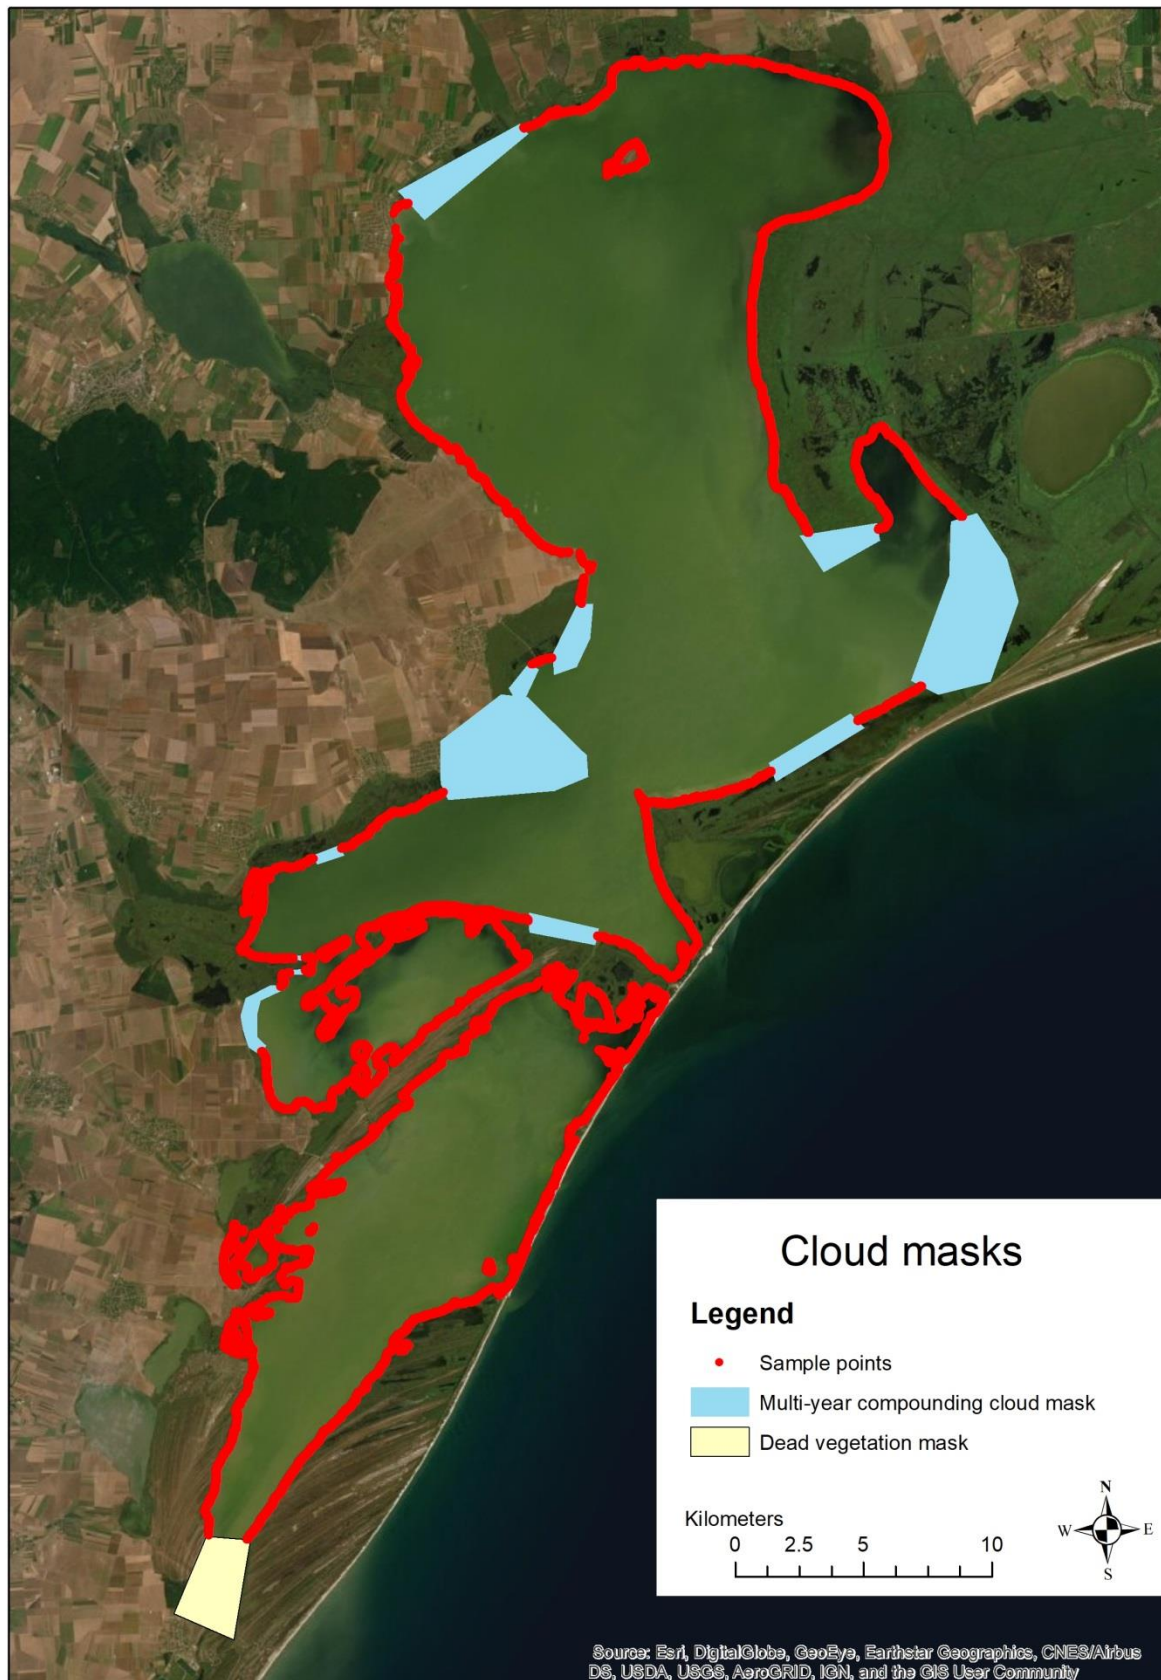 Cloud masks
Legend
Sample points
Multi-year compounding cloud mask
Dead vegetation mask
Kilometers
0 2.5 5 10
N
W E
S
Source: Esri, DigitalGlobe, GeoEye, Earthstar Geographics, CNES/Airbus
DS, USDA, USGS, AeroGRID, IGN, and the GIS User Community